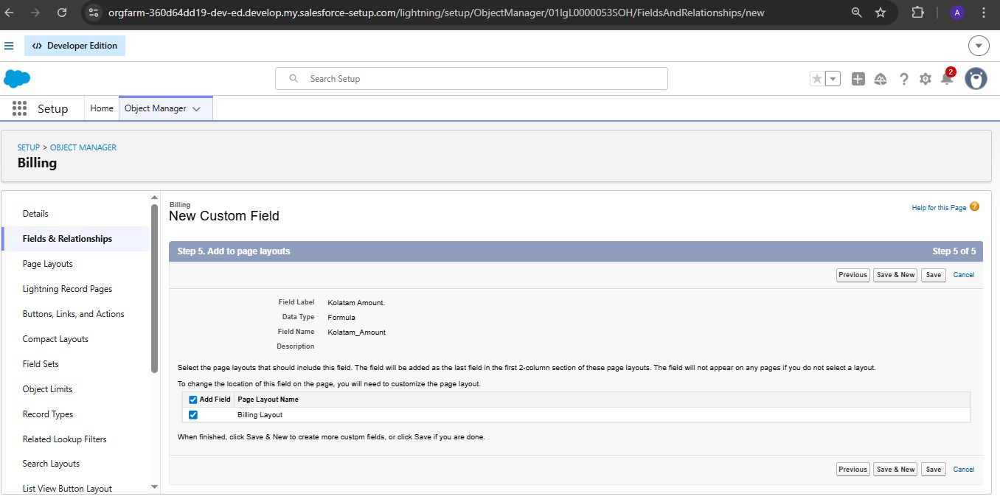 orgfarm-360d64dd19-dev-ed.develop.my.salesforce-setup.com/lightning/setup/ObjectManager/01IgL0000053SOH/FieldsAndRelationships/new
A
Developer Edition
Search Setup
2
Setup
Home
Object Manager
SETUP > OBJECT MANAGER
Billing
Details
Fields & Relationships
Page Layouts
Lightning Record Pages
Buttons, Links, and Actions
Compact Layouts
Field Sets
Object Limits
Record Types
Related Lookup Filters
Search Layouts
List View Button Layout
Billing
New Custom Field
Help for this Page
Step 5. Add to page layouts
Step 5 of 5
Previous Save & New Save Cancel
Field Label Kolatam Amount.
Data Type Formula
Field Name Kolatam_Amount
Description
Select the page layouts that should include this field. The field will be added as the last field in the first 2-column section of these page layouts. The field will not appear on any pages if you do not select a layout.
To change the location of this field on the page, you will need to customize the page layout.
Add Field Page Layout Name
Billing Layout
When finished, click Save & New to create more custom fields, or click Save if you are done.
Previous Save & New Save Cancel